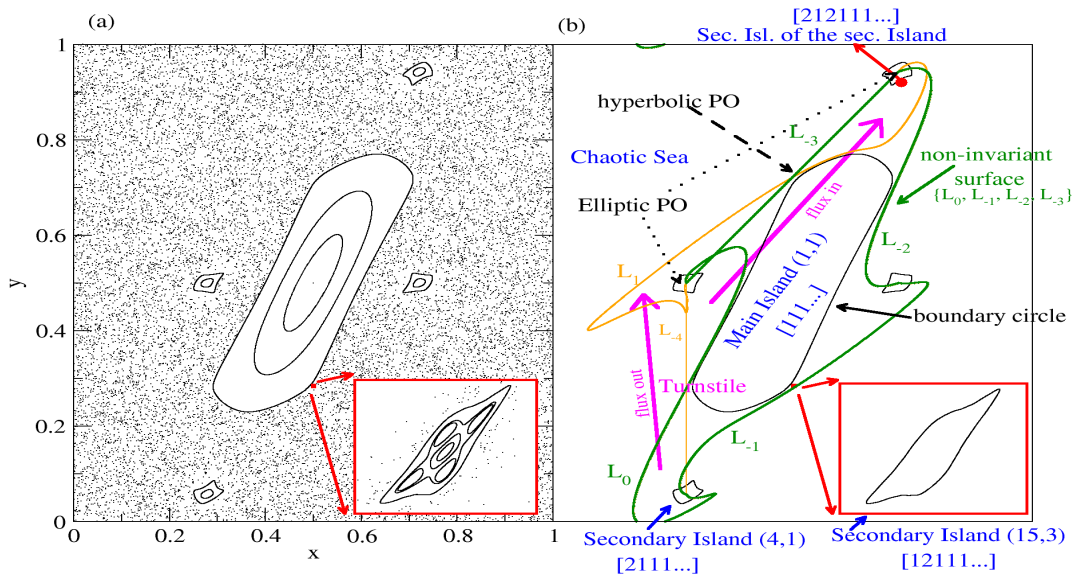 (a)
1
0.8
0.6
0.4
0.2
0
y
0
0.2
0.4
0.6
0.8
1
x
(b)
[212111...]
Sec. Isl. of the sec. Island
hyperbolic PO
Chaotic Sea
Elliptic PO
L-3
non-invariant
surface
{L0, L-1, L-2, L-3}
flux in
L-2
L1
L-4
Main Island (1,1)
[111...]
boundary circle
flux out
Turnstile
L-1
L0
Secondary Island (4,1)
[2111...]
Secondary Island (15,3)
[12111...]